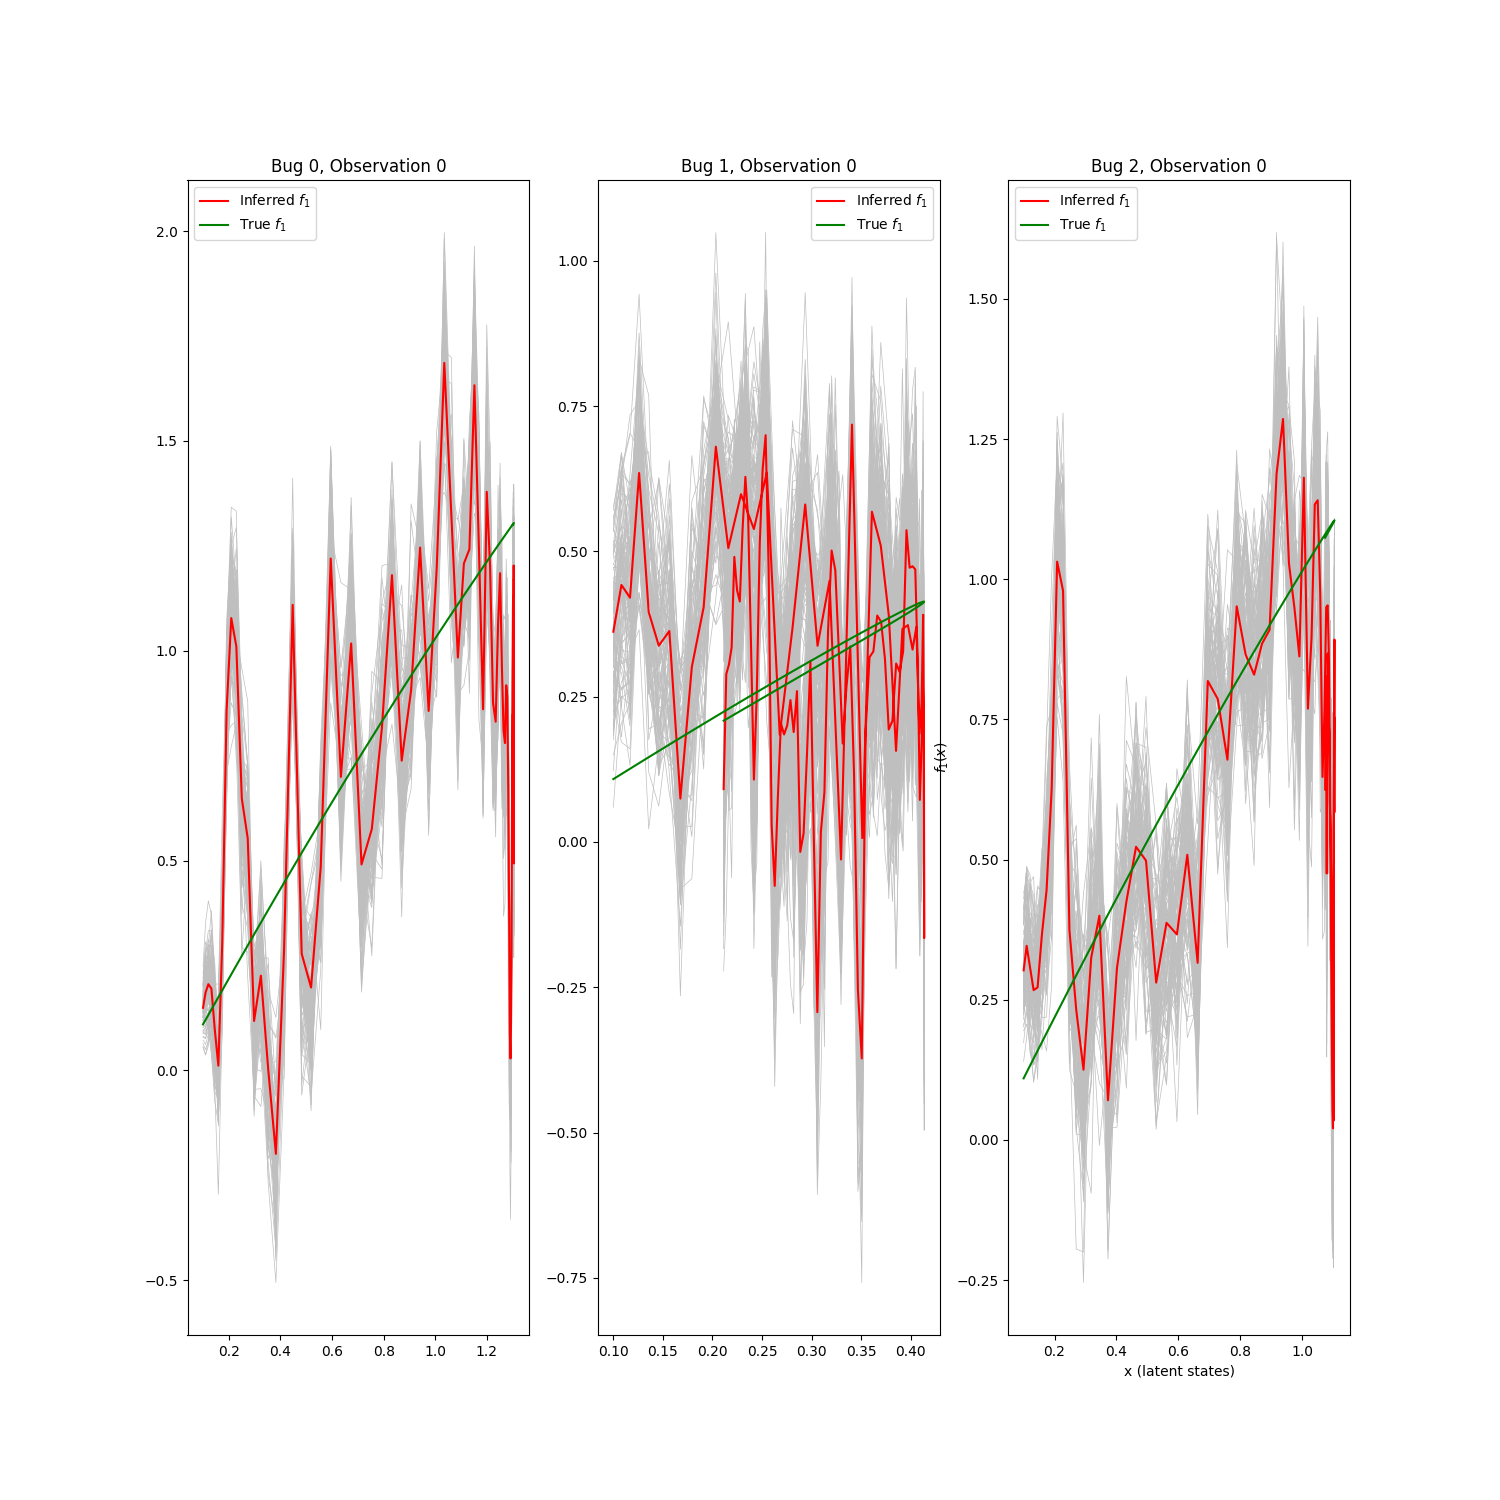 Bug 0, Observation 0
Inferred f₁
True f₁
2.0
1.5
1.0
0.5
0.0
−0.5
0.2 0.4 0.6 0.8 1.0 1.2
Bug 1, Observation 0
Inferred f₁
True f₁
1.00
0.75
0.50
0.25
0.00
−0.25
−0.50
−0.75
0.10 0.15 0.20 0.25 0.30 0.35 0.40
Bug 2, Observation 0
Inferred f₁
True f₁
f₁(x)
1.50
1.25
1.00
0.75
0.50
0.25
0.00
−0.25
0.2 0.4 0.6 0.8 1.0
x (latent states)